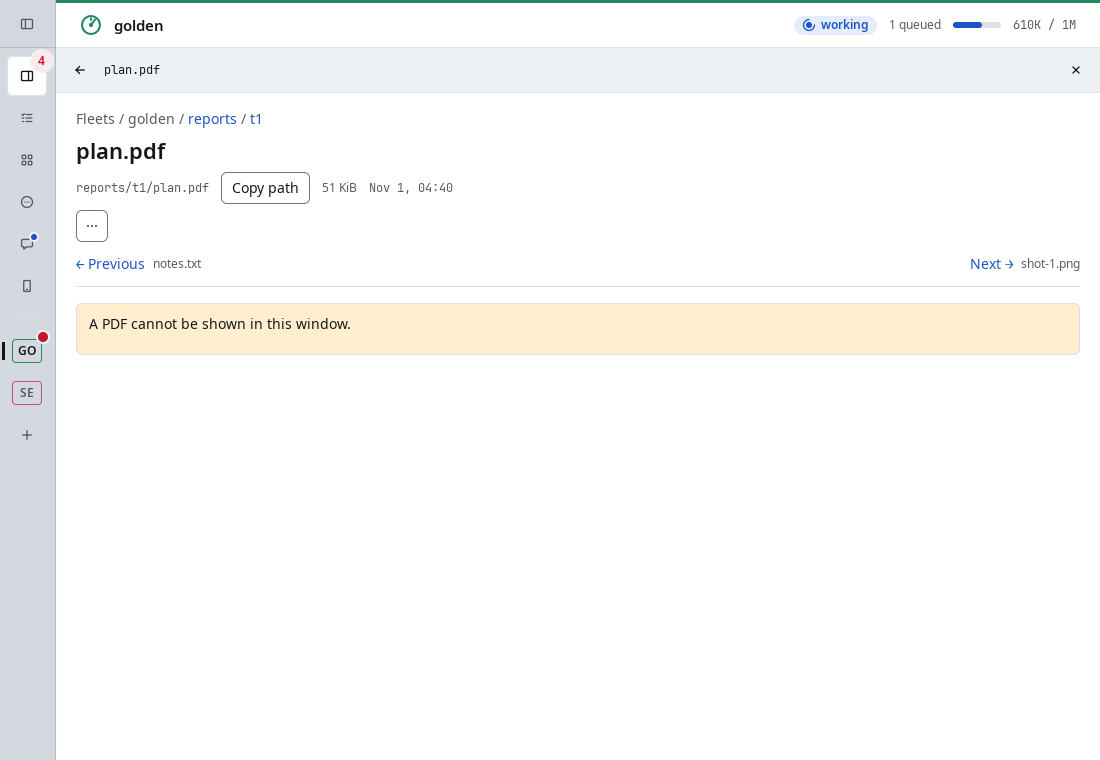 golden
working
1 queued
610K / 1M
4
plan.pdf
Fleets / golden / reports / t1
plan.pdf
reports/t1/plan.pdf
Copy path
51 KiB
Nov 1, 04:40
← Previous notes.txt
Next → shot-1.png
A PDF cannot be shown in this window.
GO
SE